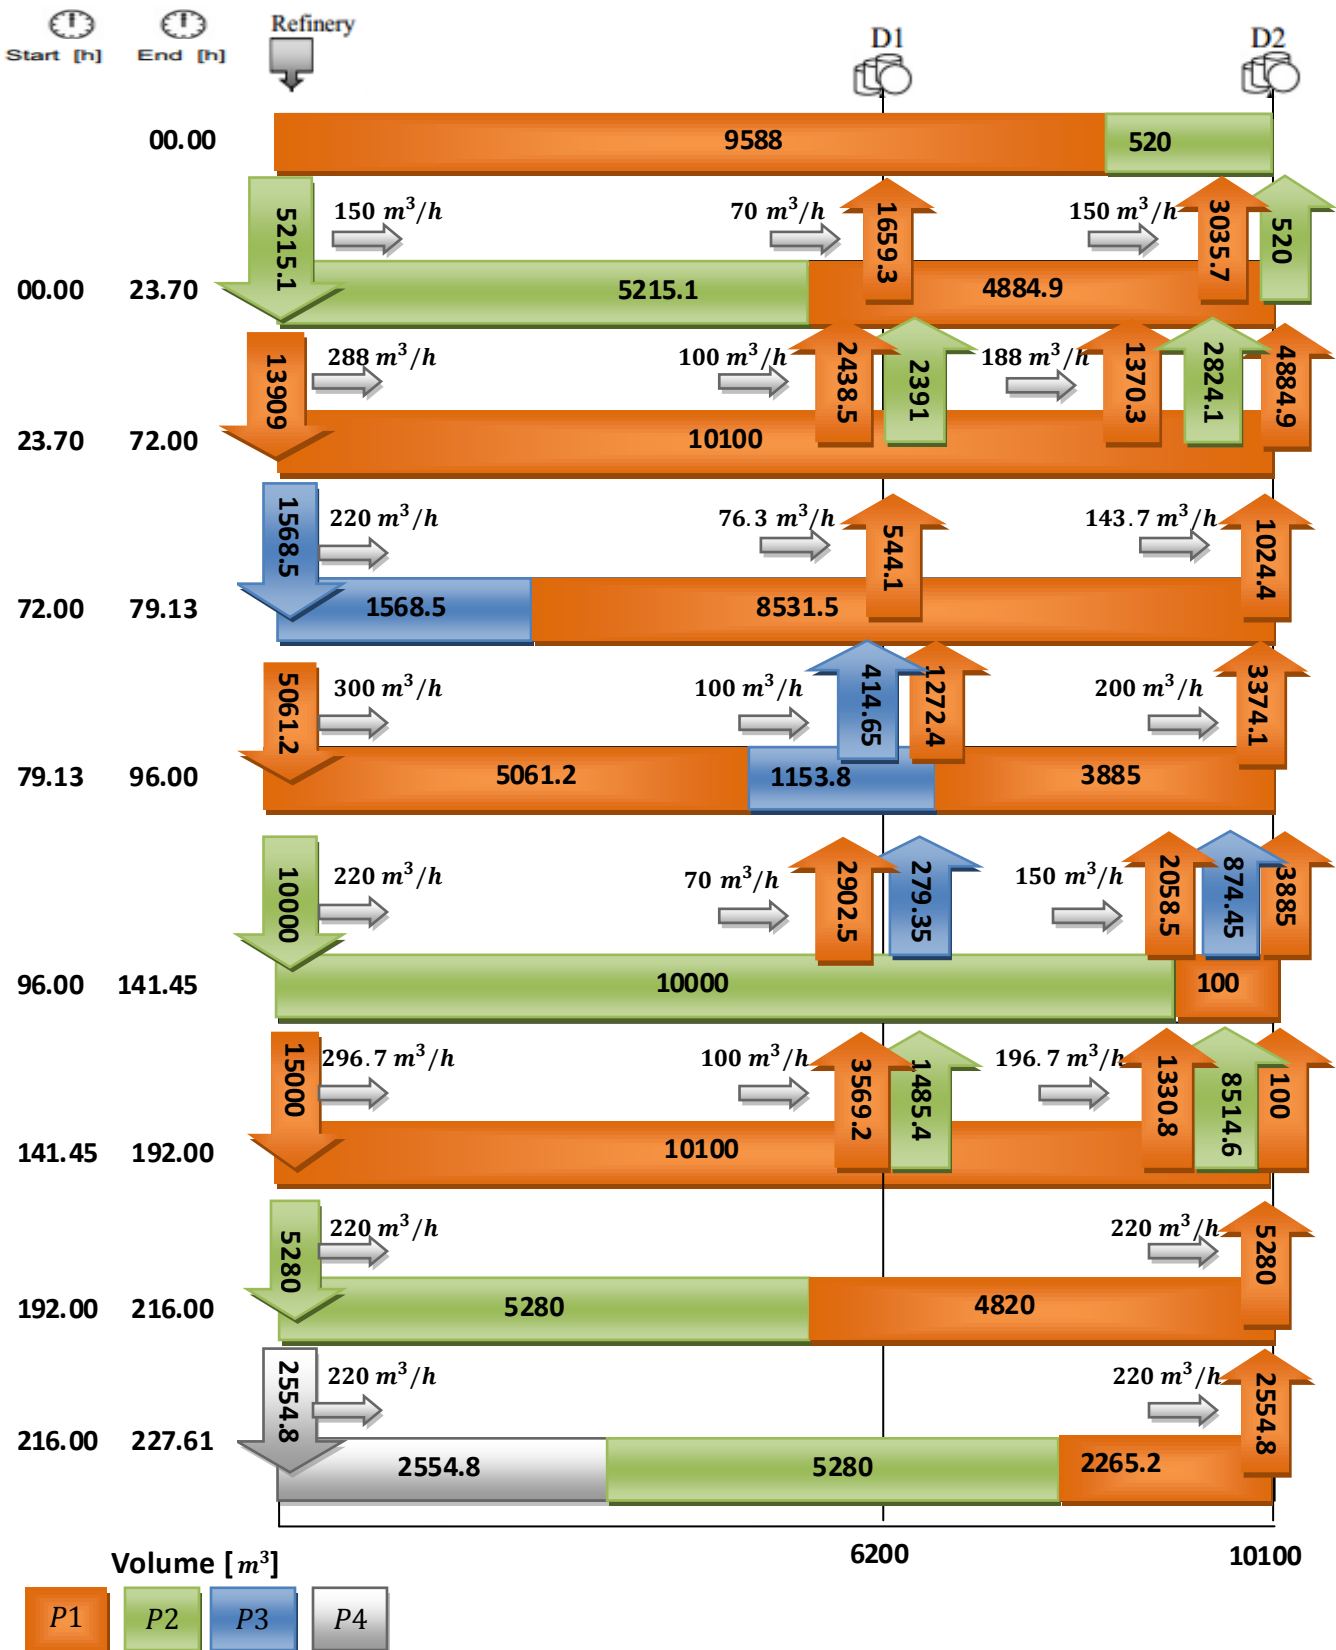 Refinery
D1
D2
Start [h] End [h]
00.00
9588 520
5215.1 150 m³/h 70 m³/h 1659.3 150 m³/h 3035.7 520
00.00 23.70 5215.1 4884.9
13909 288 m³/h 100 m³/h 2438.5 2391 188 m³/h 1370.3 2824.1 4884.9
23.70 72.00 10100
1568.5 220 m³/h 76.3 m³/h 544.1 143.7 m³/h 1024.4
72.00 79.13 1568.5 8531.5
5061.2 300 m³/h 100 m³/h 414.65 1272.4 200 m³/h 3374.1
79.13 96.00 5061.2 1153.8 3885
10000 220 m³/h 70 m³/h 2902.5 279.35 150 m³/h 2058.5 874.45 3885
96.00 141.45 10000 100
15000 296.7 m³/h 100 m³/h 3569.2 1485.4 196.7 m³/h 1330.8 8514.6 100
141.45 192.00 10100
5280 220 m³/h 220 m³/h 5280
192.00 216.00 5280 4820
2554.8 220 m³/h 220 m³/h 2554.8
216.00 227.61 2554.8 5280 2265.2
6200 10100
Volume [m³]
P1 P2 P3 P4